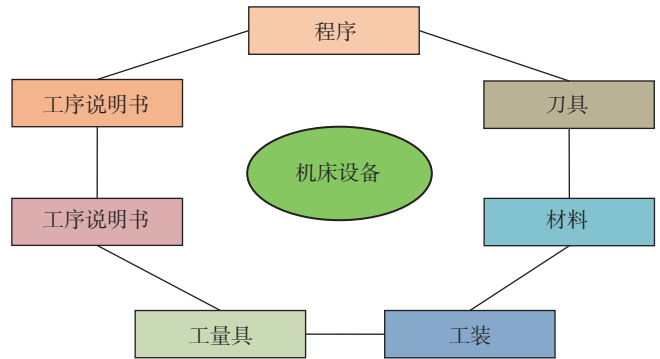 程序
工序说明书
刀具
机床设备
工序说明书
材料
工量具
工装